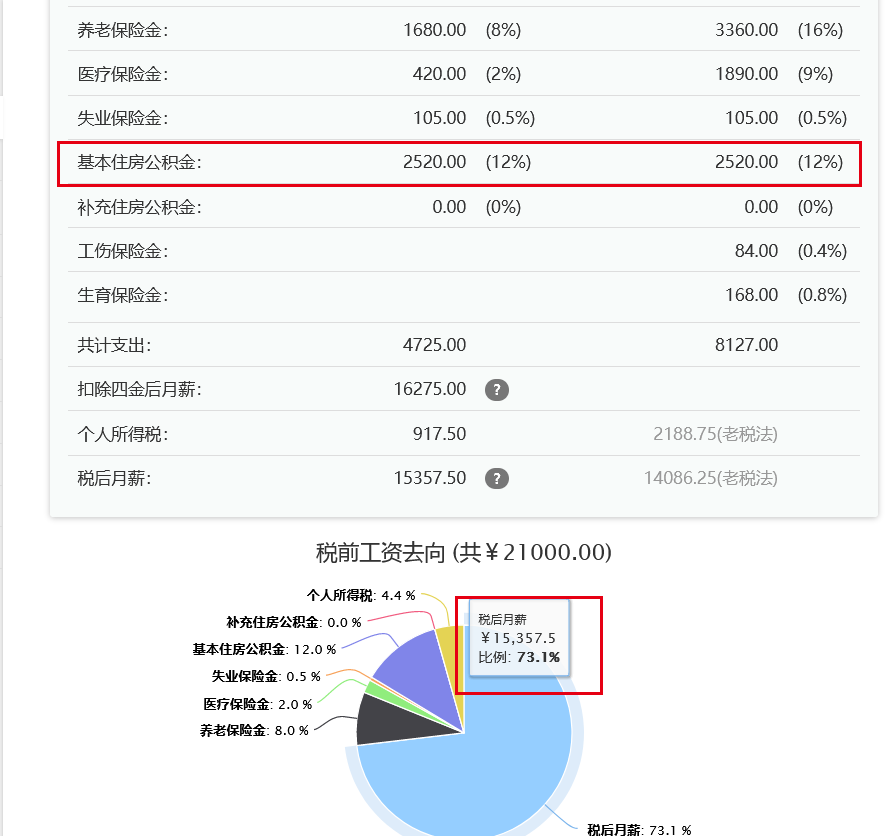 养老保险金: 1680.00 (8%) 3360.00 (16%)
医疗保险金: 420.00 (2%) 1890.00 (9%)
失业保险金: 105.00 (0.5%) 105.00 (0.5%)
基本住房公积金: 2520.00 (12%) 2520.00 (12%)
补充住房公积金: 0.00 (0%) 0.00 (0%)
工伤保险金: 84.00 (0.4%)
生育保险金: 168.00 (0.8%)
共计支出: 4725.00 8127.00
扣除四金后月薪: 16275.00 ?
个人所得税: 917.50 2188.75(老税法)
税后月薪: 15357.50 ? 14086.25(老税法)
税前工资去向 (共￥21000.00)
个人所得税: 4.4 %
补充住房公积金: 0.0 %
基本住房公积金: 12.0 %
失业保险金: 0.5 %
医疗保险金: 2.0 %
养老保险金: 8.0 %
税后月薪
￥15,357.5
比例: 73.1%
税后月薪: 73.1 %